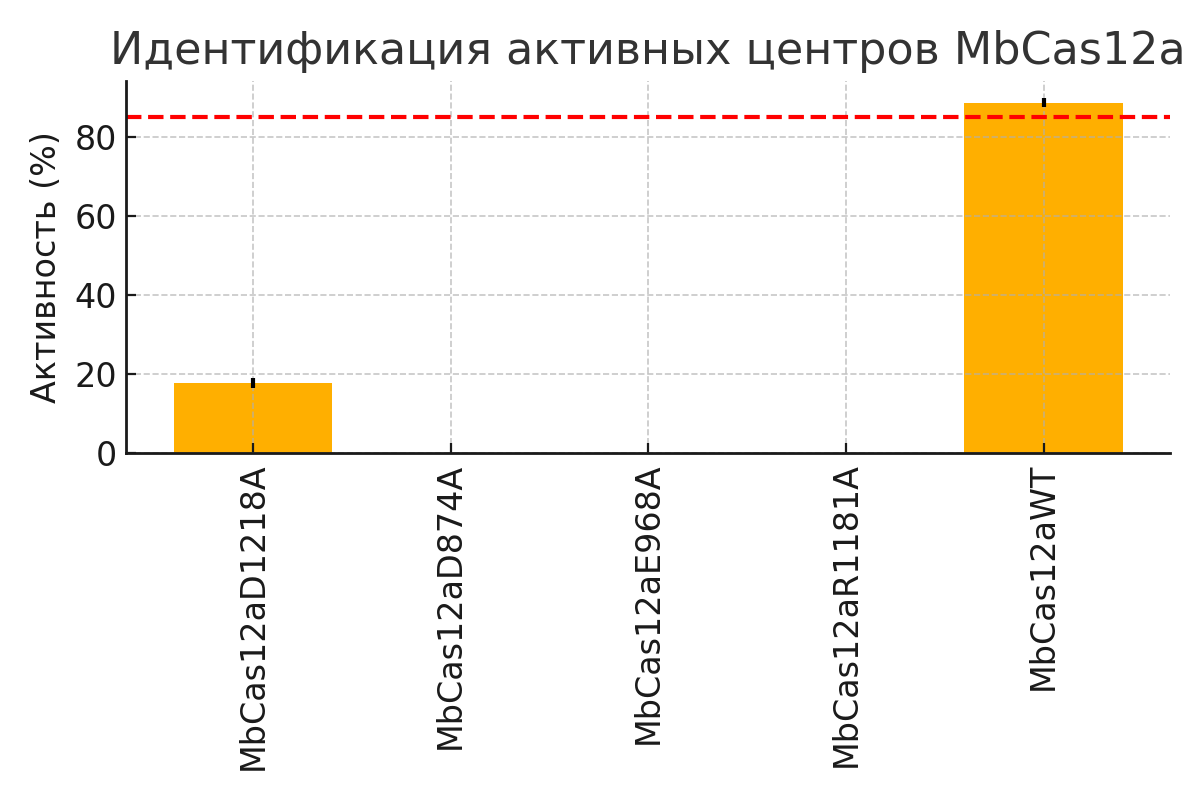 Идентификация активных центров MbCas12a
Активность (%)
80
60
40
20
0
MbCas12aD1218A
MbCas12aD874A
MbCas12aE968A
MbCas12aR1181A
MbCas12aWT